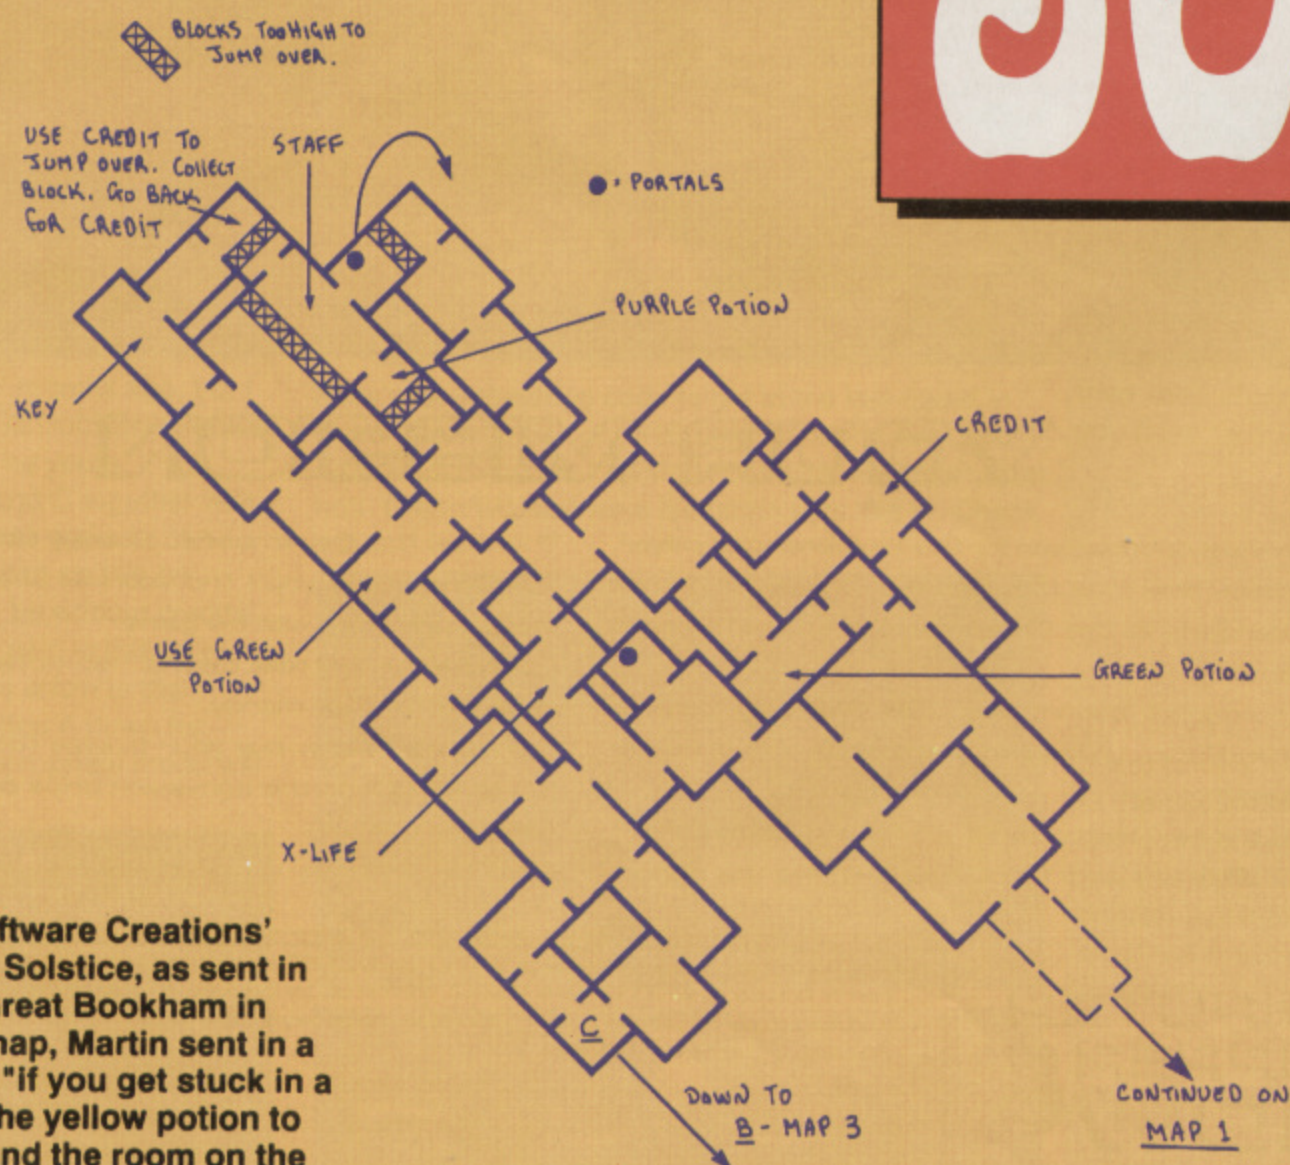 BLOCKS TOO HIGH TO
JUMP OVER.
USE CREDIT TO
JUMP OVER. COLLECT
BLOCK. GO BACK
FOR CREDIT
STAFF
= PORTALS
PURPLE POTION
KEY
CREDIT
USE GREEN
POTION
GREEN POTION
X-LIFE
C
DOWN TO
B - MAP 3
CONTINUED ON
MAP 1
ftware Creations'
Solstice, as sent in
reat Bookham in
nap, Martin sent in a
"if you get stuck in a
he yellow potion to
nd the room on the